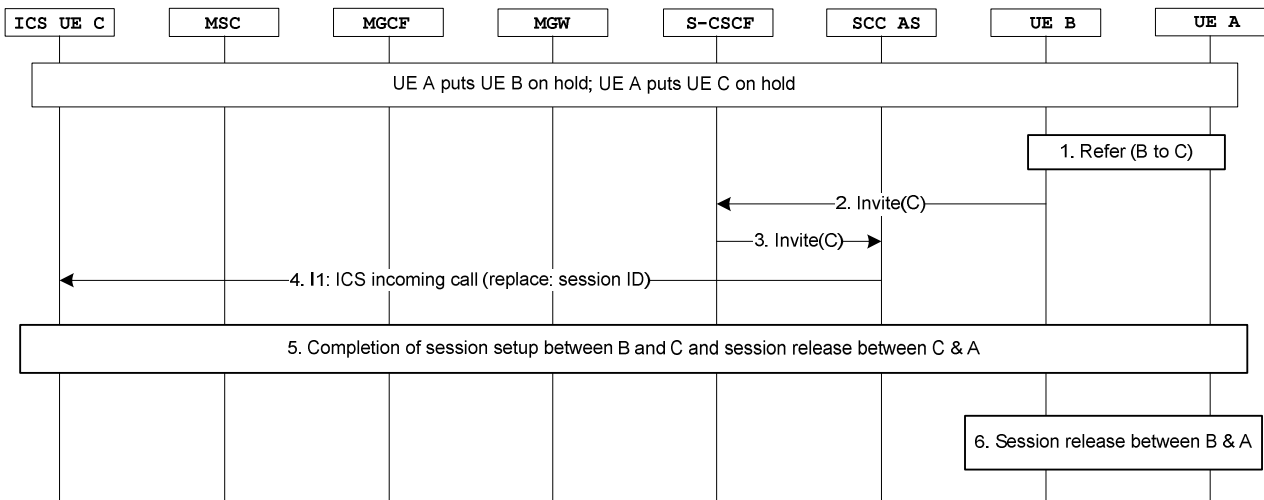 ICS UE C MSC MGCF MGW S-CSCF SCC AS UE B UE A
UE A puts UE B on hold; UE A puts UE C on hold
1. Refer (B to C)
2. Invite(C)
3. Invite(C)
4. I1: ICS incoming call (replace: session ID)
5. Completion of session setup between B and C and session release between C & A
6. Session release between B & A